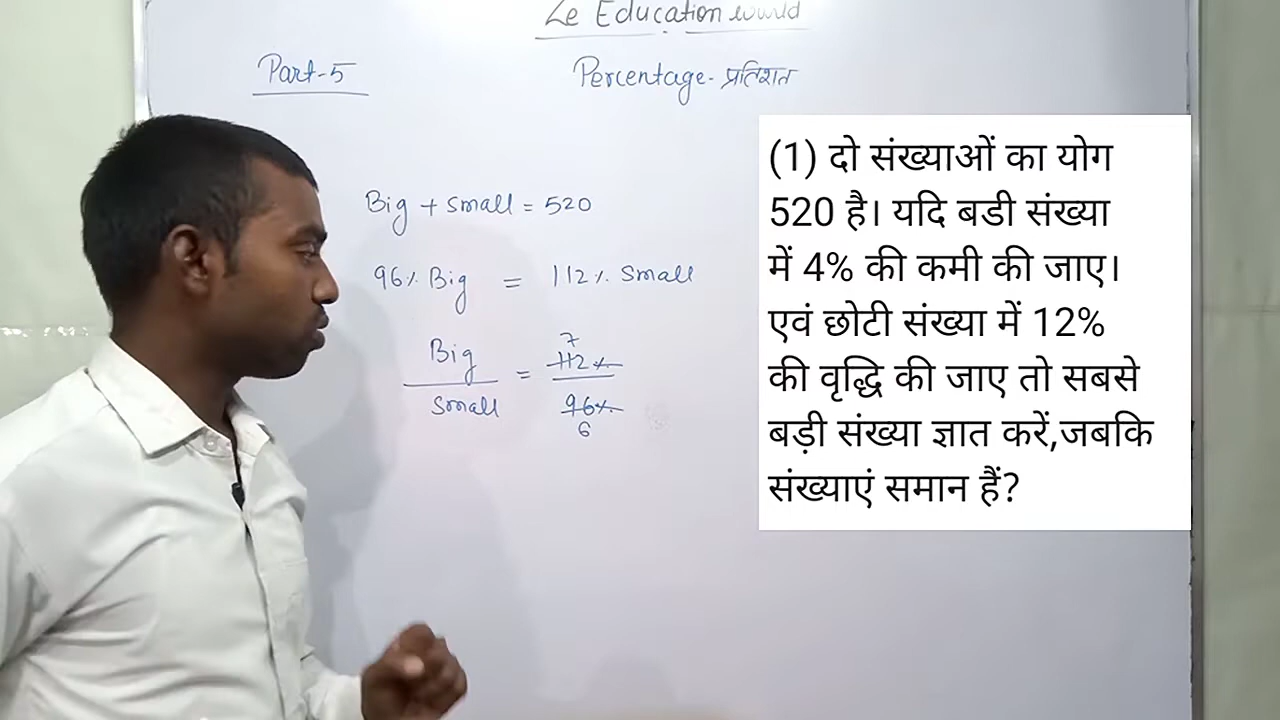 Le Education world
Part-5
Percentage - प्रतिशत
Big + Small = 520
96% Big = 112% Small
Big / Small = 112% / 96%
7
6
(1) दो संख्याओं का योग
520 है। यदि बडी संख्या
में 4% की कमी की जाए।
एवं छोटी संख्या में 12%
की वृद्धि की जाए तो सबसे
बड़ी संख्या ज्ञात करें,जबकि
संख्याएं समान हैं?